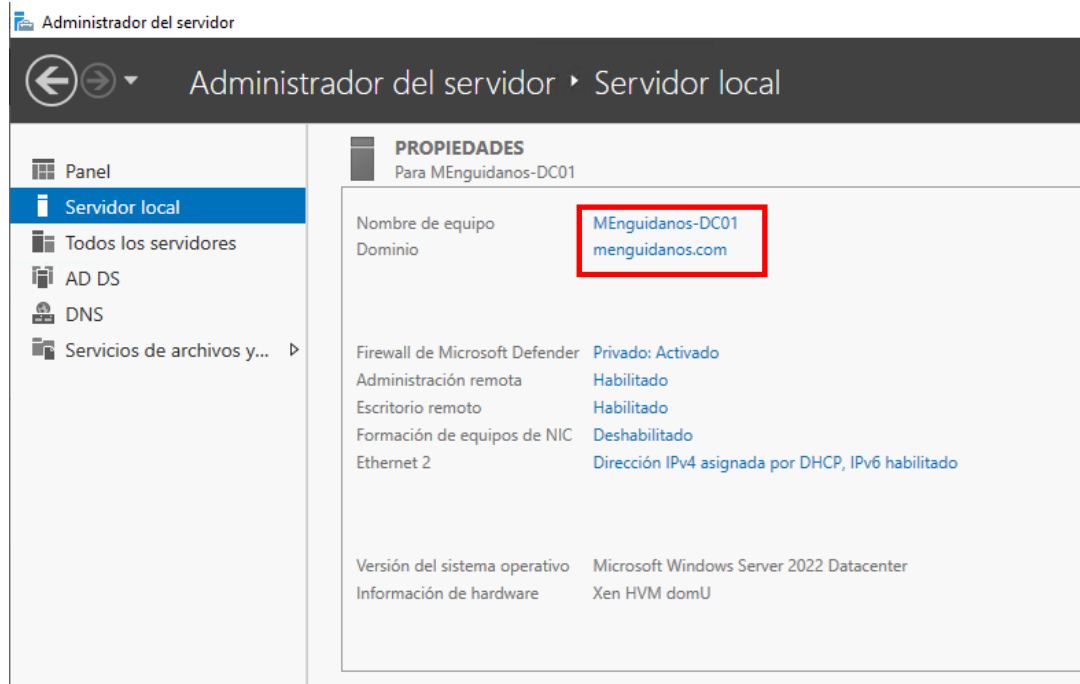 Administrador del servidor
Administrador del servidor ‣ Servidor local
Panel
Servidor local
Todos los servidores
AD DS
DNS
Servicios de archivos y...
PROPIEDADES
Para MEnguidanos-DC01
Nombre de equipo MEnguidanos-DC01
Dominio menguidanos.com
Firewall de Microsoft Defender Privado: Activado
Administración remota Habilitado
Escritorio remoto Habilitado
Formación de equipos de NIC Deshabilitado
Ethernet 2 Dirección IPv4 asignada por DHCP, IPv6 habilitado
Versión del sistema operativo Microsoft Windows Server 2022 Datacenter
Información de hardware Xen HVM domU